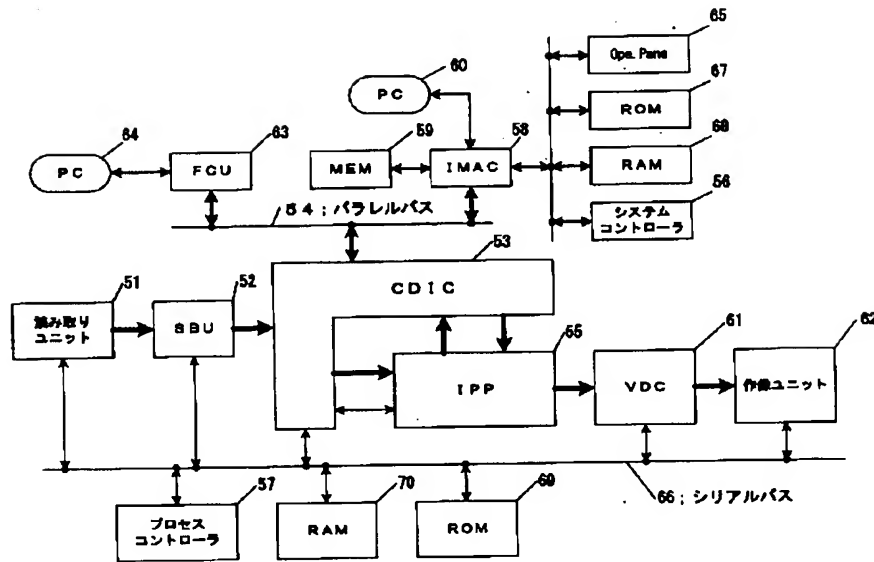 65
Ope. Pane
60
67
PC
ROM
59
58
68
64
63
MEM
IMAC
RAM
PC
FCU
56
54；パラレルバス
システム
コントローラ
53
CDIC
51
52
61
62
55
読み取り
ユニット
SBU
IPP
VDC
作像ユニット
57
70
69
66；シリアルバス
プロセス
コントローラ
RAM
ROM